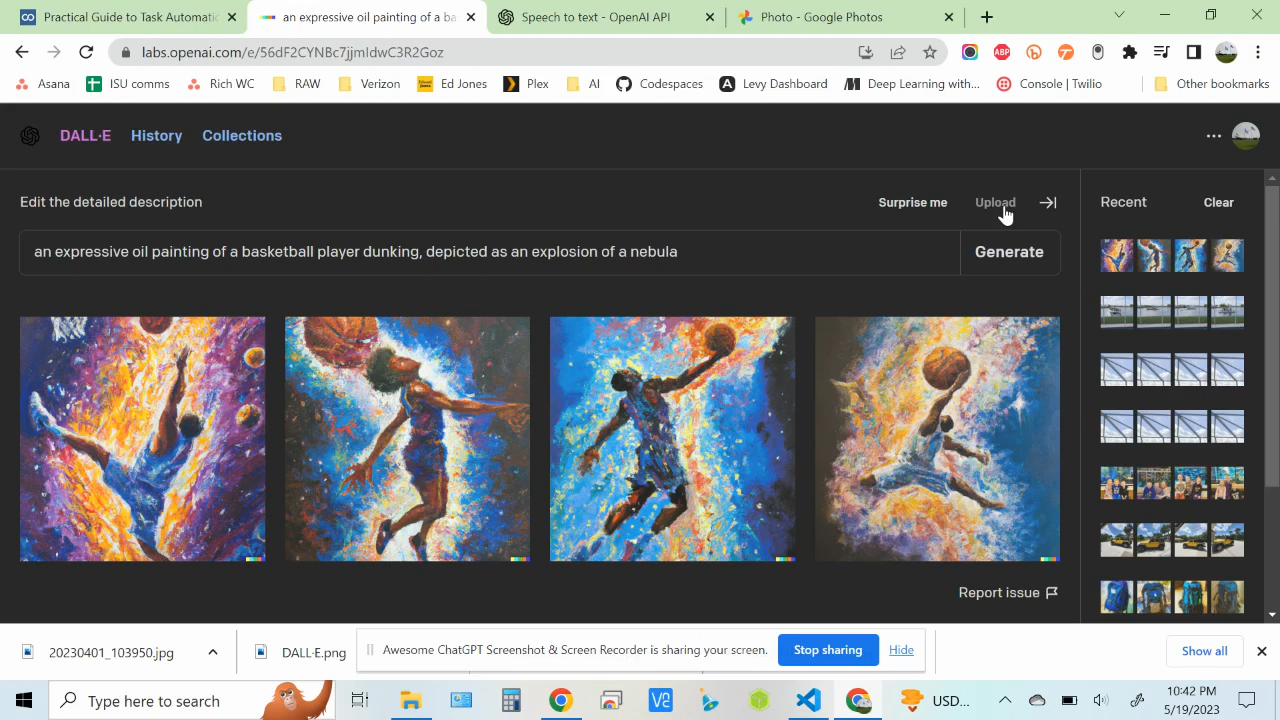 Practical Guide to Task Automatic
an expressive oil painting of a ba
Speech to text - OpenAI API
Photo - Google Photos
labs.openai.com/e/56dF2CYNBc7jjmIdwC3R2Goz
ABP
Asana
ISU comms
Rich WC
RAW
Verizon
Ed Jones
Plex
AI
Codespaces
Levy Dashboard
Deep Learning with...
Console | Twilio
Other bookmarks
DALL·E
History
Collections
Edit the detailed description
Surprise me
Upload
Recent
Clear
an expressive oil painting of a basketball player dunking, depicted as an explosion of a nebula
Generate
Report issue
20230401_103950.jpg
DALL·E.png
Awesome ChatGPT Screenshot & Screen Recorder is sharing your screen.
Stop sharing
Hide
Show all
Type here to search
USD...
10:42 PM
5/19/2023